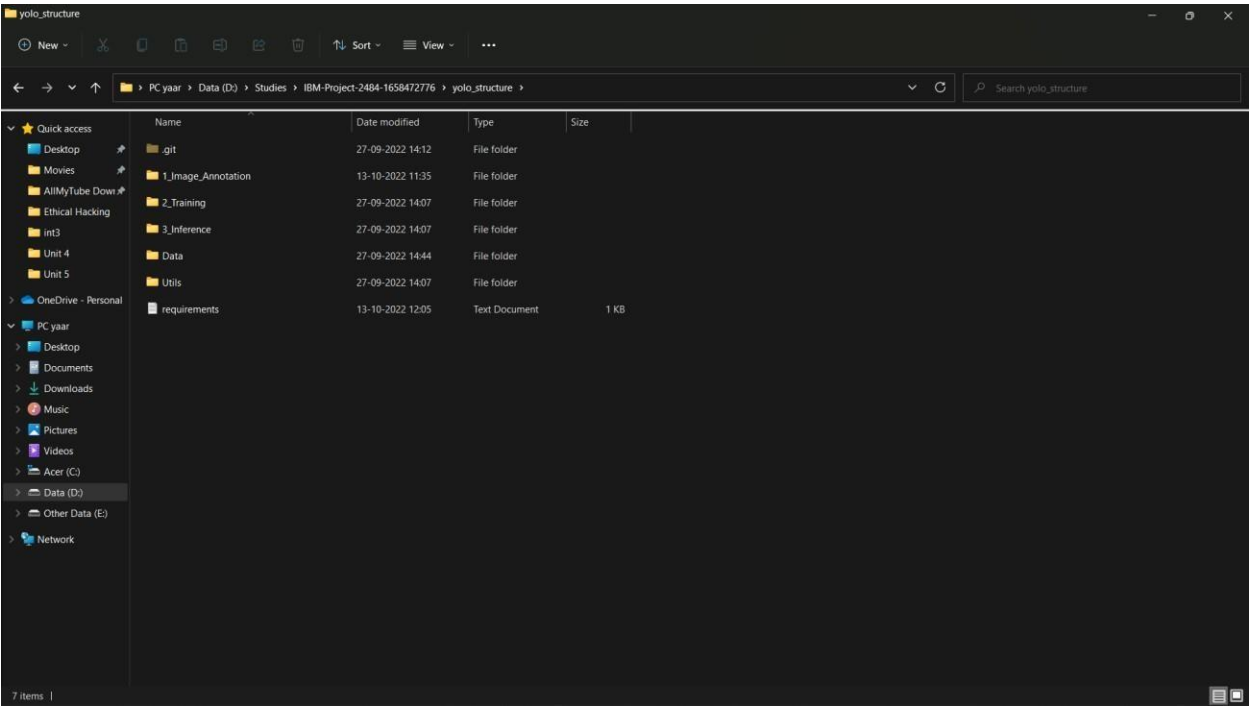 yolo_structure
New
Sort
View
PC yaar > Data (D:) > Studies > IBM-Project-2484-1658472776 > yolo_structure >
Search yolo_structure
Quick access
Desktop
Movies
AllMyTube Down
Ethical Hacking
int3
Unit 4
Unit 5
OneDrive - Personal
PC yaar
Desktop
Documents
Downloads
Music
Pictures
Videos
Acer (C:)
Data (D:)
Other Data (E:)
Network
Name Date modified Type Size
.git 27-09-2022 14:12 File folder
1_Image_Annotation 13-10-2022 11:35 File folder
2_Training 27-09-2022 14:07 File folder
3_Inference 27-09-2022 14:07 File folder
Data 27-09-2022 14:44 File folder
Utils 27-09-2022 14:07 File folder
requirements 13-10-2022 12:05 Text Document 1 KB
7 items